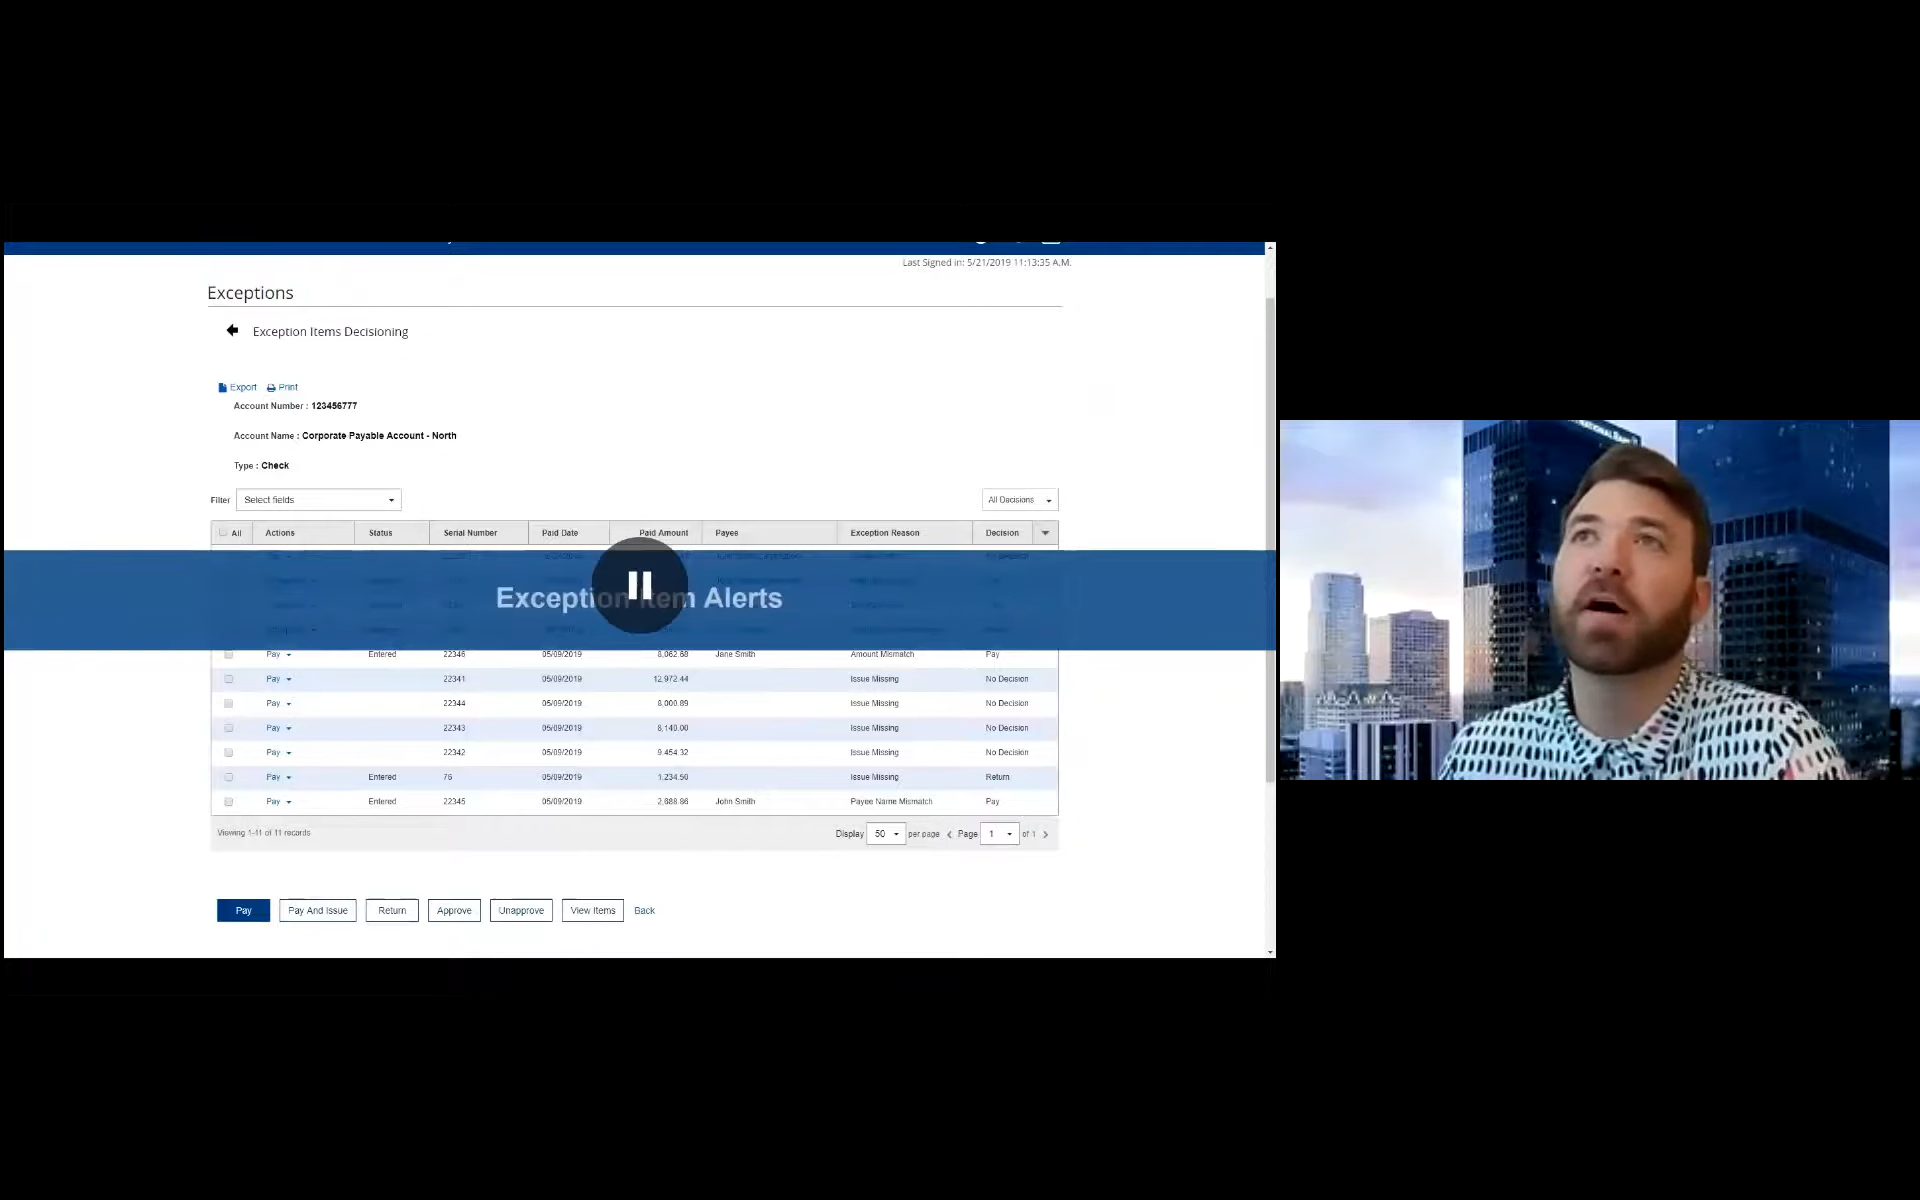 Last Signed in: 5/21/2019 11:13:35 A.M.
Exceptions
Exception Items Decisioning
Export Print
Account Number : 123456777
Account Name : Corporate Payable Account - North
Type : Check
Filter Select fields All Decisions
All Actions Status Serial Number Paid Date Paid Amount Payee Exception Reason Decision
Exception Item Alerts
Pay Entered 22346 05/09/2019 8,062.68 Jane Smith Amount Mismatch Pay
Pay 22341 05/09/2019 12,972.44 Issue Missing No Decision
Pay 22344 05/09/2019 8,000.89 Issue Missing No Decision
Pay 22343 05/09/2019 8,149.00 Issue Missing No Decision
Pay 22342 05/09/2019 9,454.32 Issue Missing No Decision
Pay Entered 76 05/09/2019 1,234.50 Issue Missing Return
Pay Entered 22345 05/09/2019 2,688.86 John Smith Payee Name Mismatch Pay
Viewing 1-11 of 11 records Display 50 per page Page 1 of 1
Pay Pay And Issue Return Approve Unapprove View Items Back